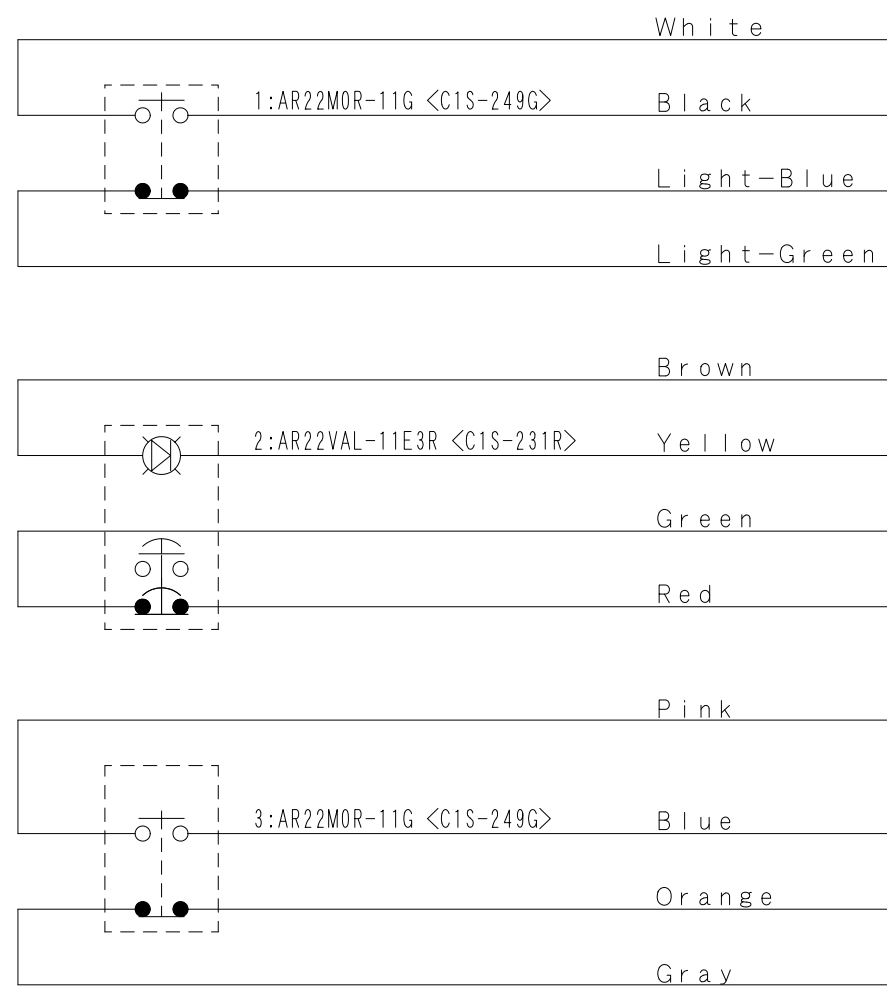 White
1:AR22M0R-11G <C1S-249G> Black
Light-Blue
Light-Green
Brown
2:AR22VAL-11E3R <C1S-231R> Yellow
Green
Red
Pink
3:AR22M0R-11G <C1S-249G> Blue
Orange
Gray